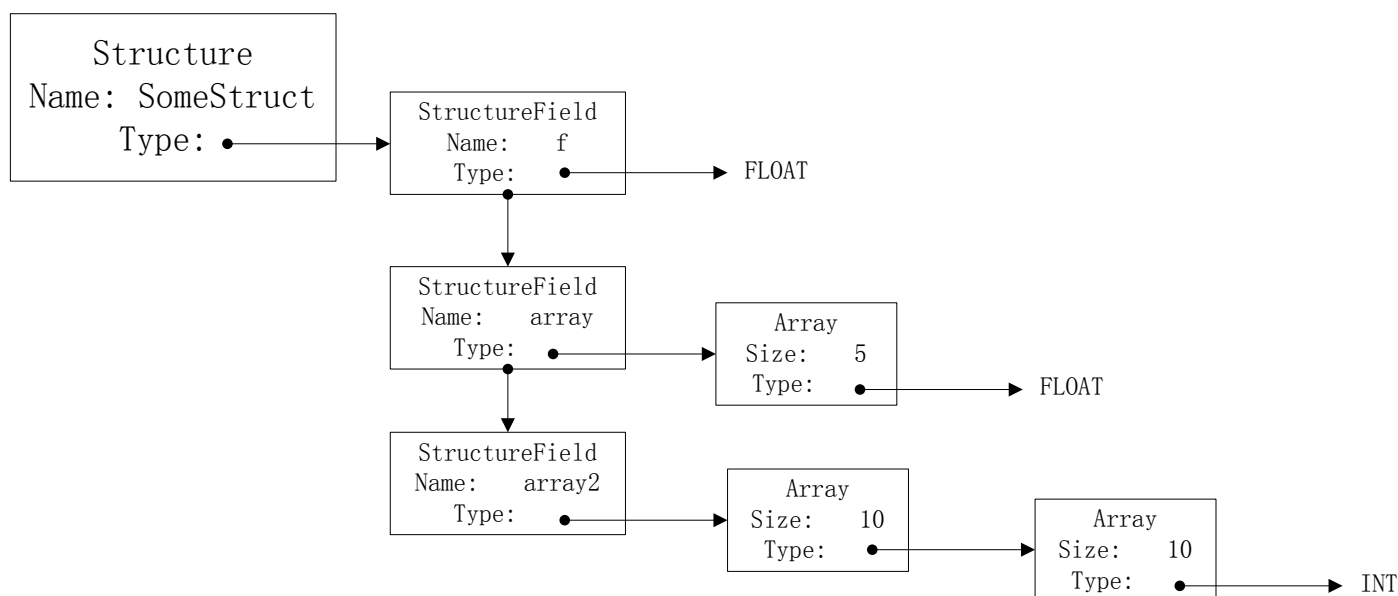 Structure
Name: SomeStruct
Type:
StructureField
Name: f
Type:
FLOAT
StructureField
Name: array
Type:
Array
Size: 5
Type:
FLOAT
StructureField
Name: array2
Type:
Array
Size: 10
Type:
Array
Size: 10
Type:
INT